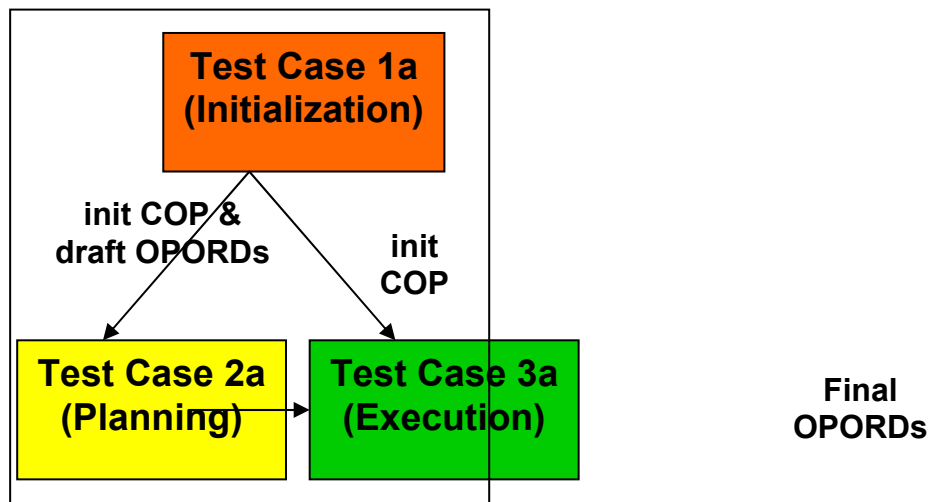 Test Case 1a
(Initialization)
init COP &
draft OPORDs
init
COP
Test Case 2a
(Planning)
Test Case 3a
(Execution)
Final
OPORDs